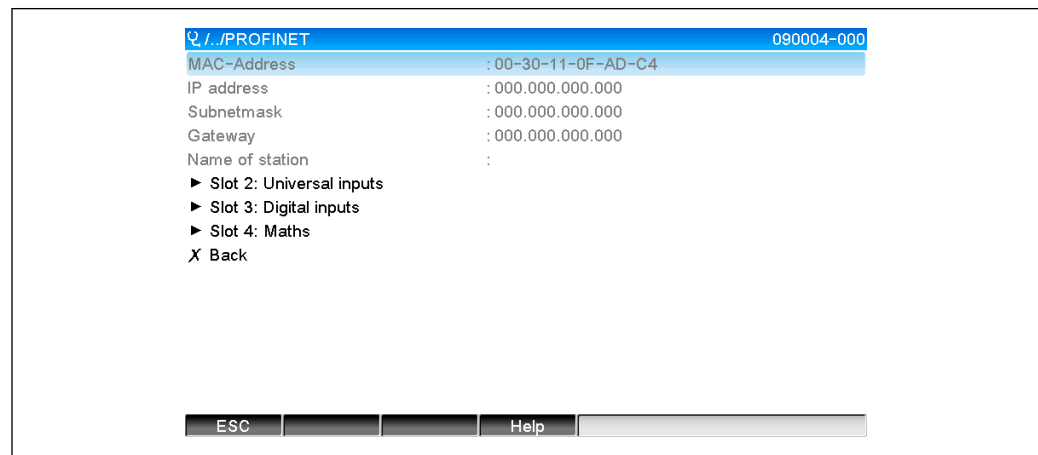 /../PROFINET 090004-000
MAC-Address : 00-30-11-0F-AD-C4
IP address : 000.000.000.000
Subnetmask : 000.000.000.000
Gateway : 000.000.000.000
Name of station :
► Slot 2: Universal inputs
► Slot 3: Digital inputs
► Slot 4: Maths
X Back
ESC Help